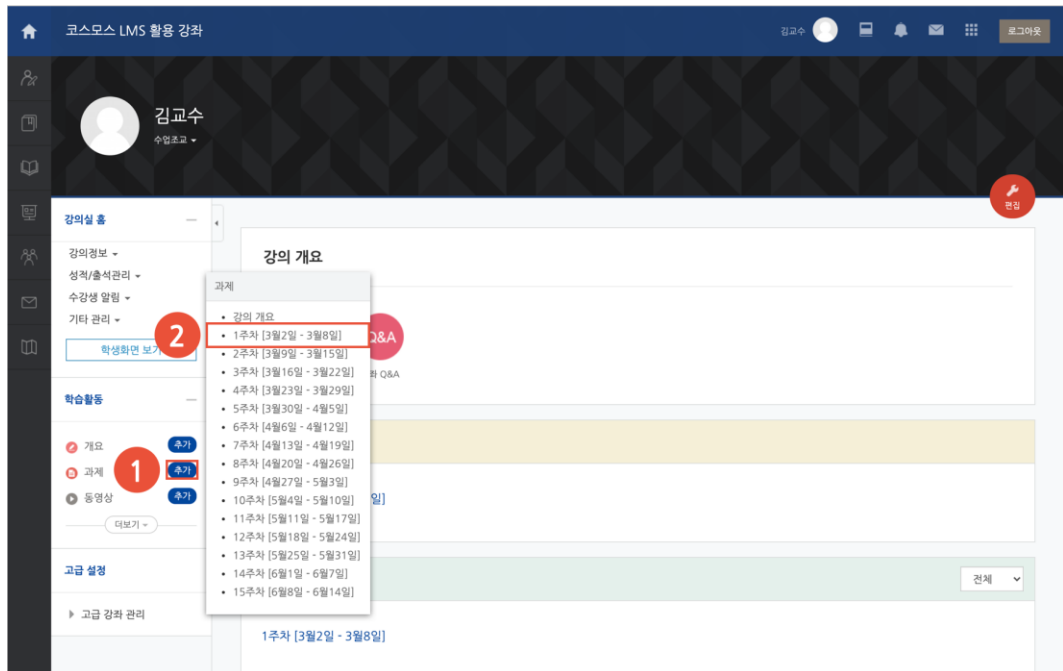 코스모스 LMS 활용 강좌
김교수
로그아웃
김교수
수업조교
편집
강의실 홈
강의정보
성적/출석관리
수강생 알림
기타 관리
학생화면 보기
학습활동
개요 추가
과제 추가
동영상 추가
더보기
고급 설정
고급 강좌 관리
1
2
과제
강의 개요
1주차 [3월2일 - 3월8일]
2주차 [3월9일 - 3월15일]
3주차 [3월16일 - 3월22일]
4주차 [3월23일 - 3월29일]
5주차 [3월30일 - 4월5일]
6주차 [4월6일 - 4월12일]
7주차 [4월13일 - 4월19일]
8주차 [4월20일 - 4월26일]
9주차 [4월27일 - 5월3일]
10주차 [5월4일 - 5월10일]
11주차 [5월11일 - 5월17일]
12주차 [5월18일 - 5월24일]
13주차 [5월25일 - 5월31일]
14주차 [6월1일 - 6월7일]
15주차 [6월8일 - 6월14일]
강의 개요
Q&A
Q&A
일]
전체
1주차 [3월2일 - 3월8일]